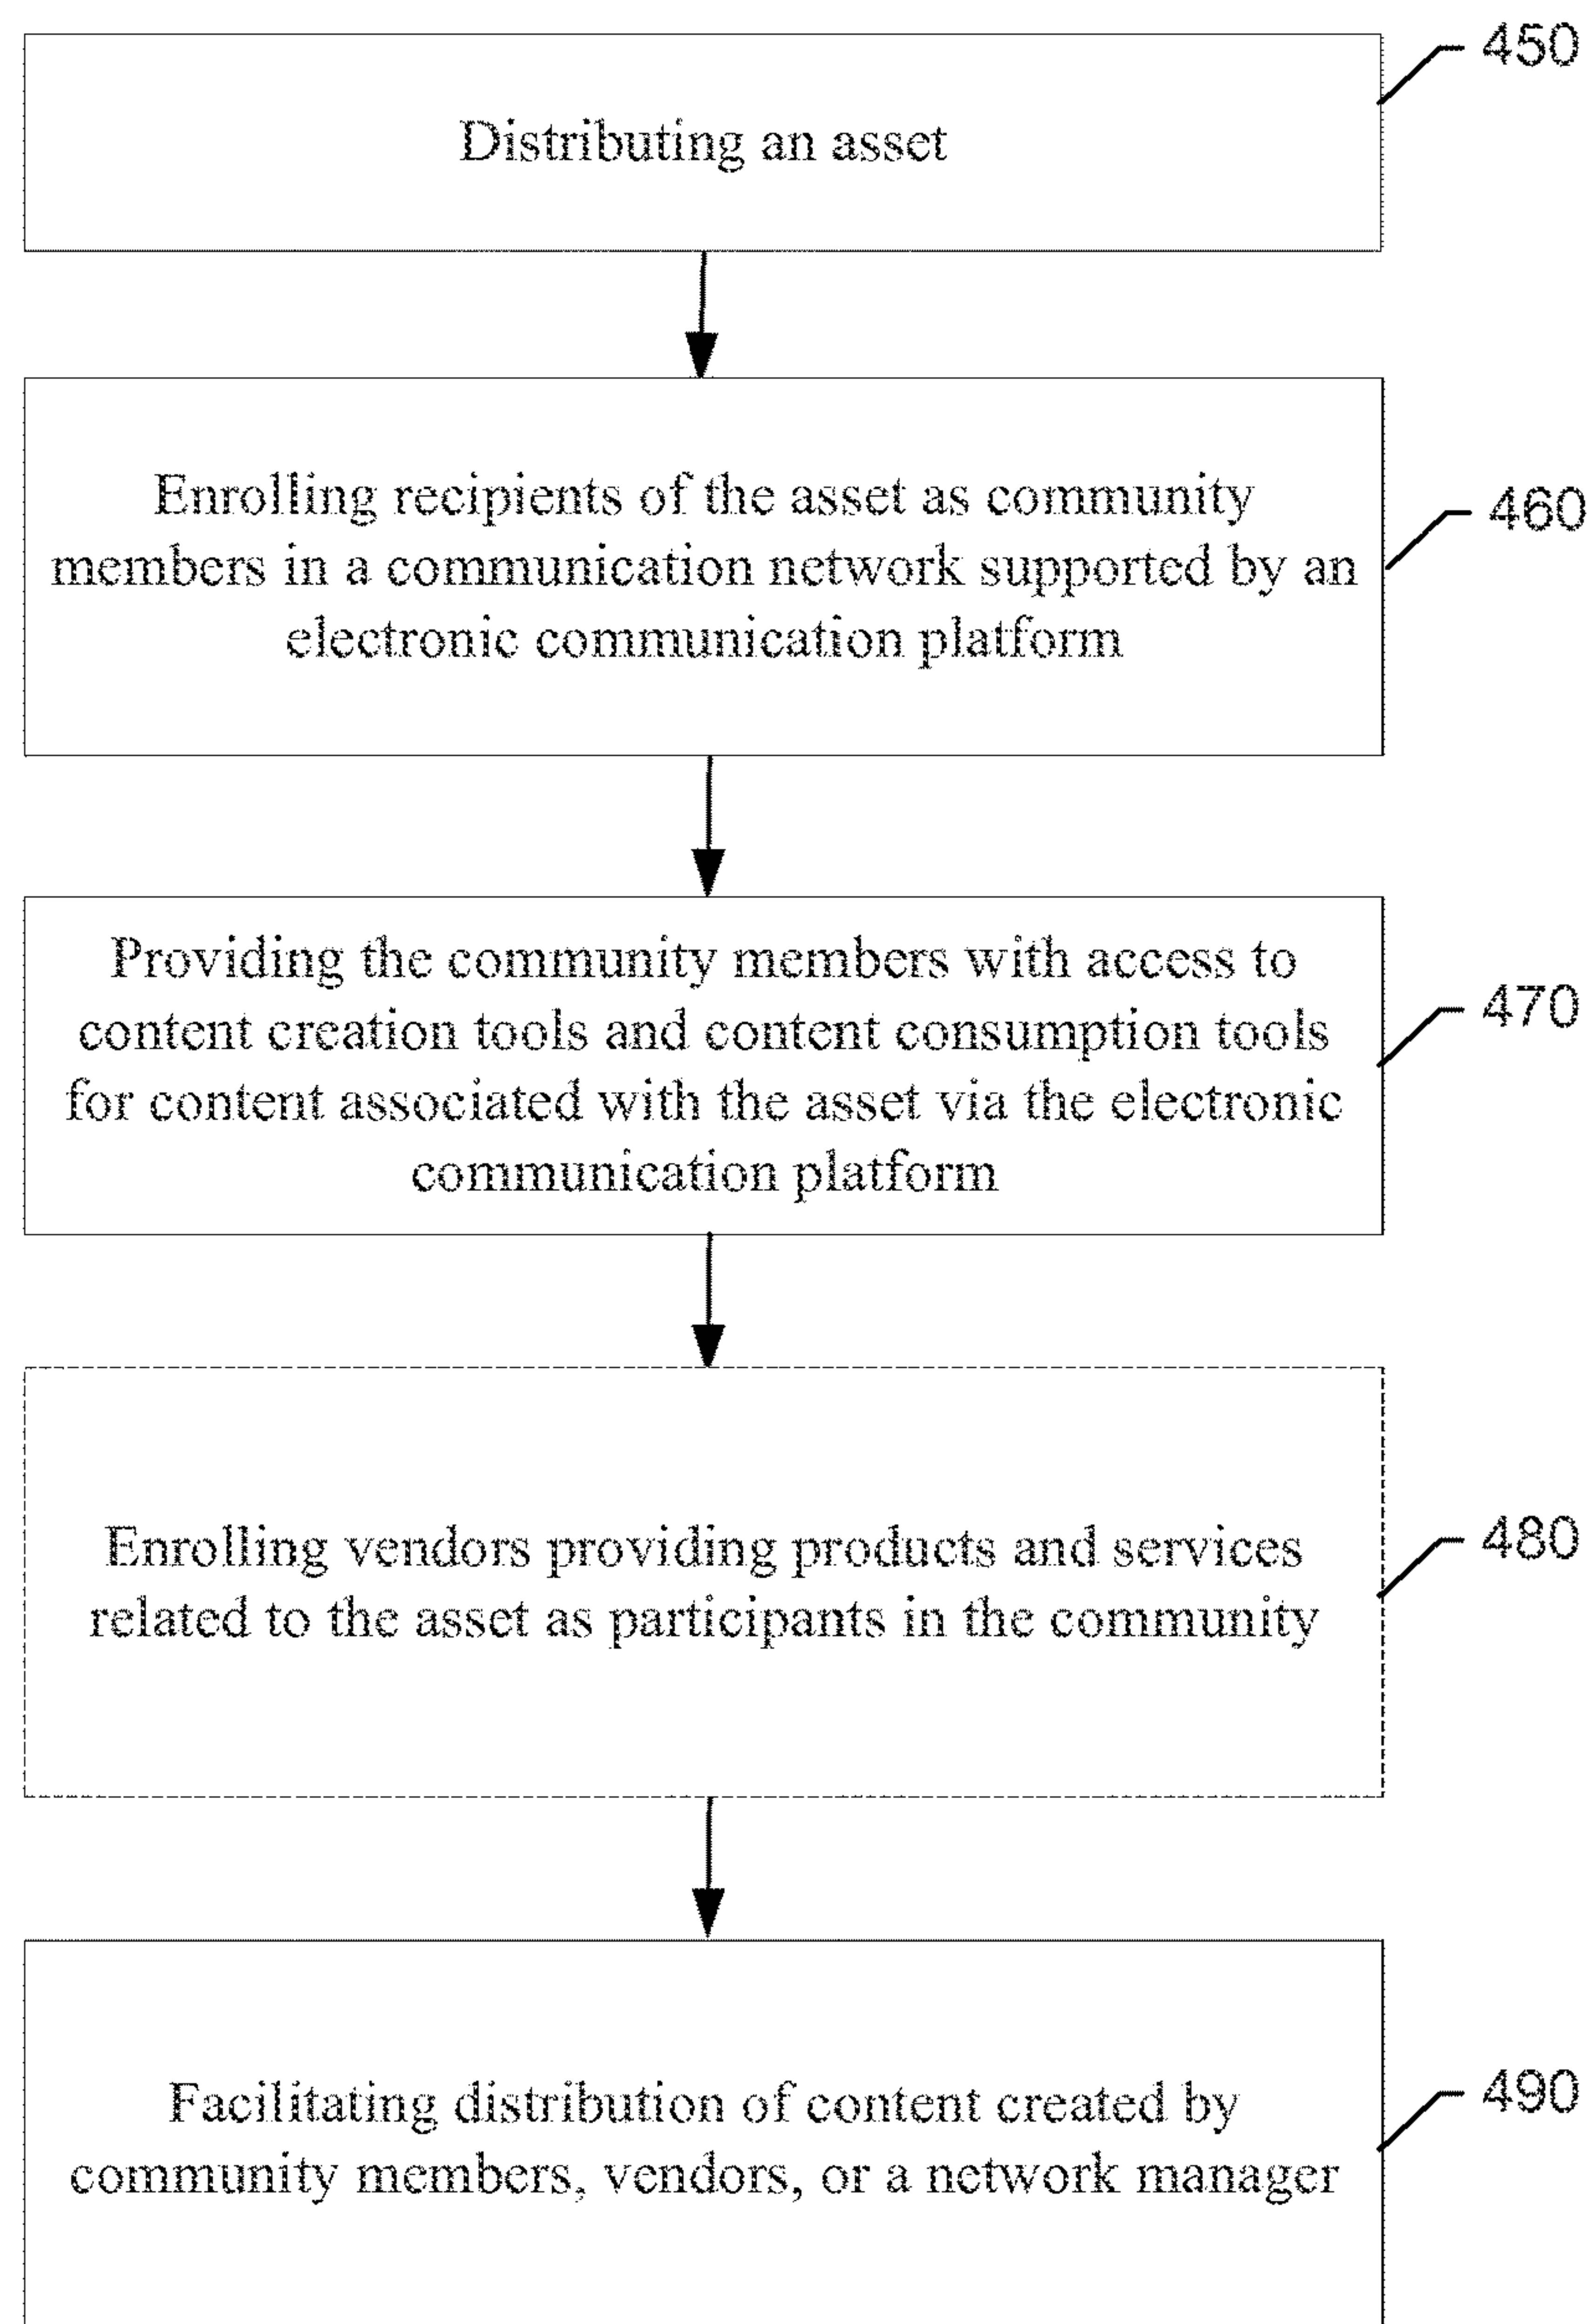 450
Distributing an asset
Enrolling recipients of the asset as community
460
members in a communication network supported by an
electronic communication platform
Providing the community members with access to
470
content creation tools and content consumption tools
for content associated with the asset via the electronic
communication platform
480
Enrolling vendors providing products and services
related to the asset as participants in the community
490
Facilitating distribution of content created by
community members, vendors, or a network manager